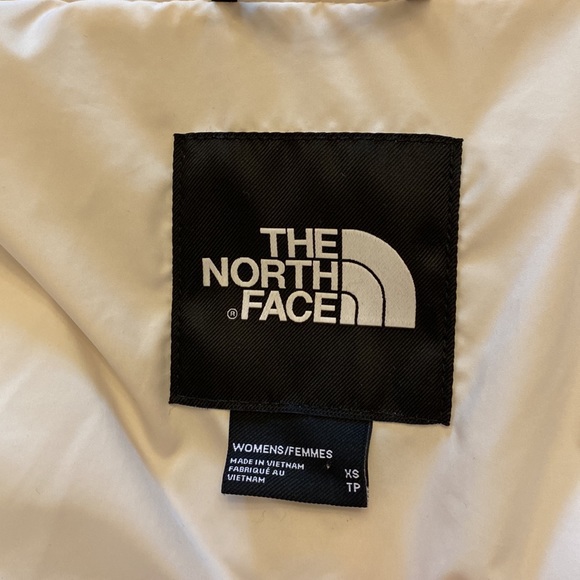 THE
NORTH
® FACE
WOMENS/FEMMES
MADE IN VIETNAM
FABRIQUÉ AU
VIETNAM
XS
TP